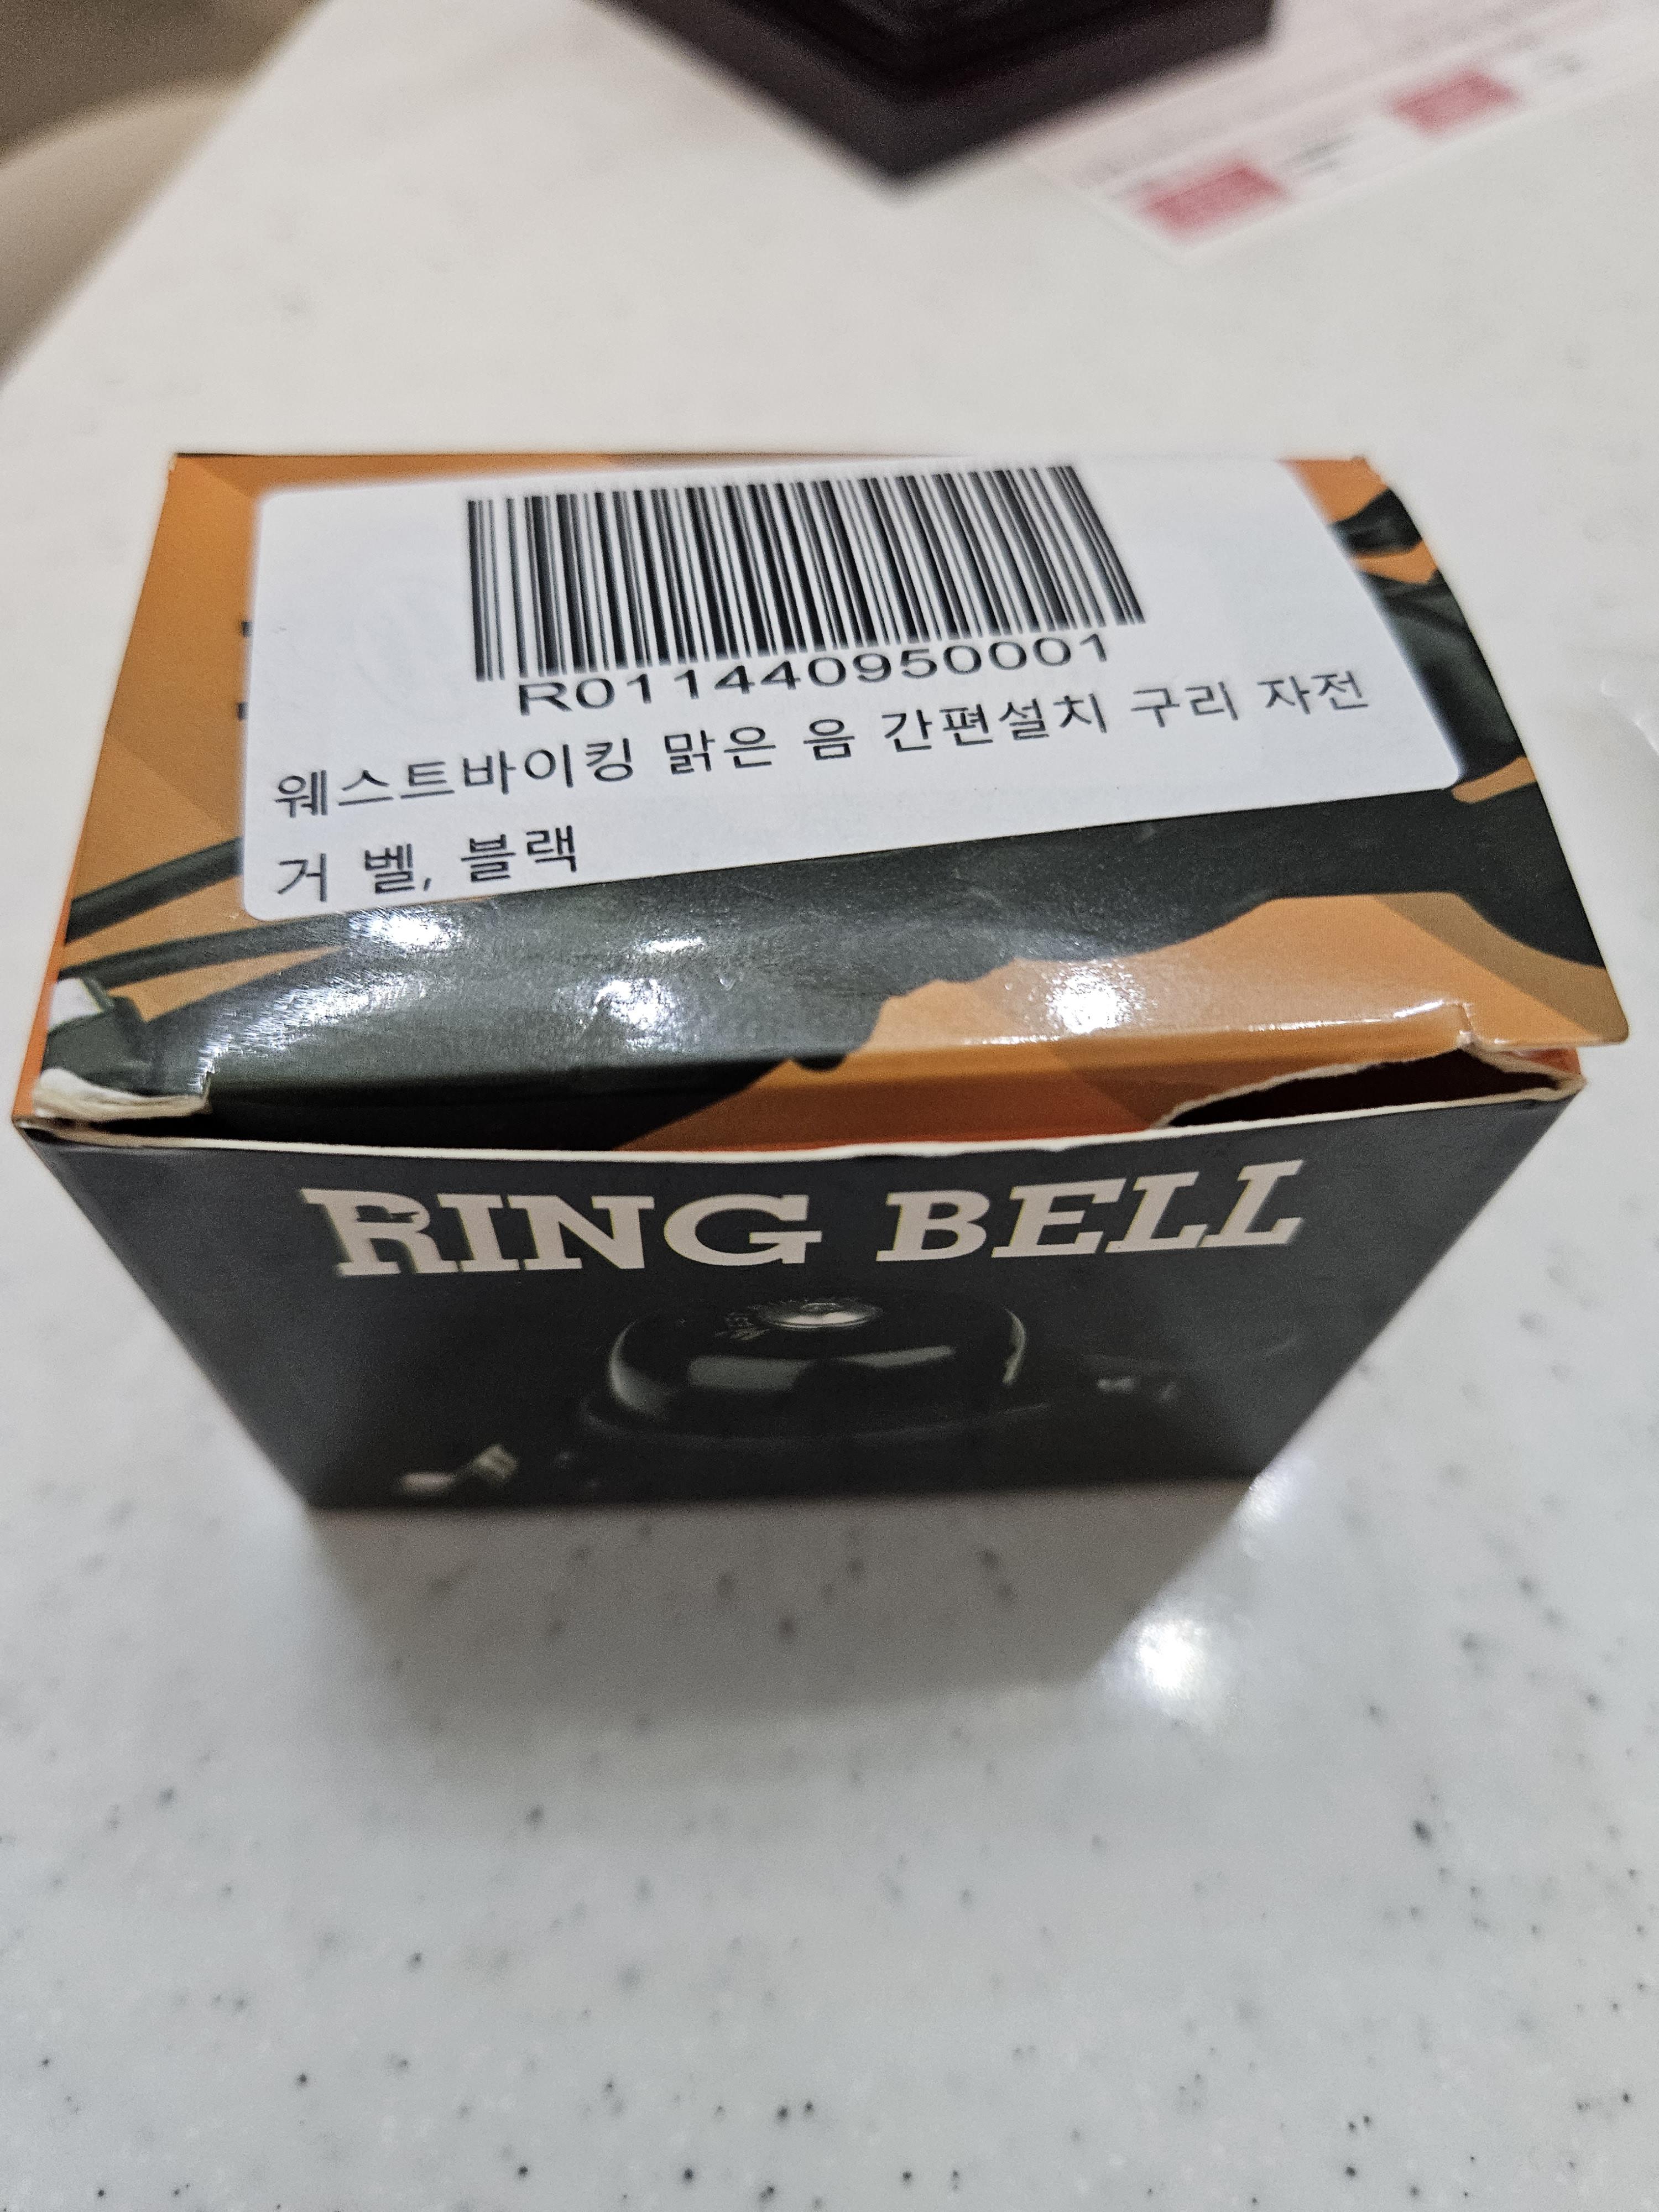 R011440950001
웨스트바이킹 맑은 음 간편설치 구리 자전
거 벨, 블랙
RING BELL